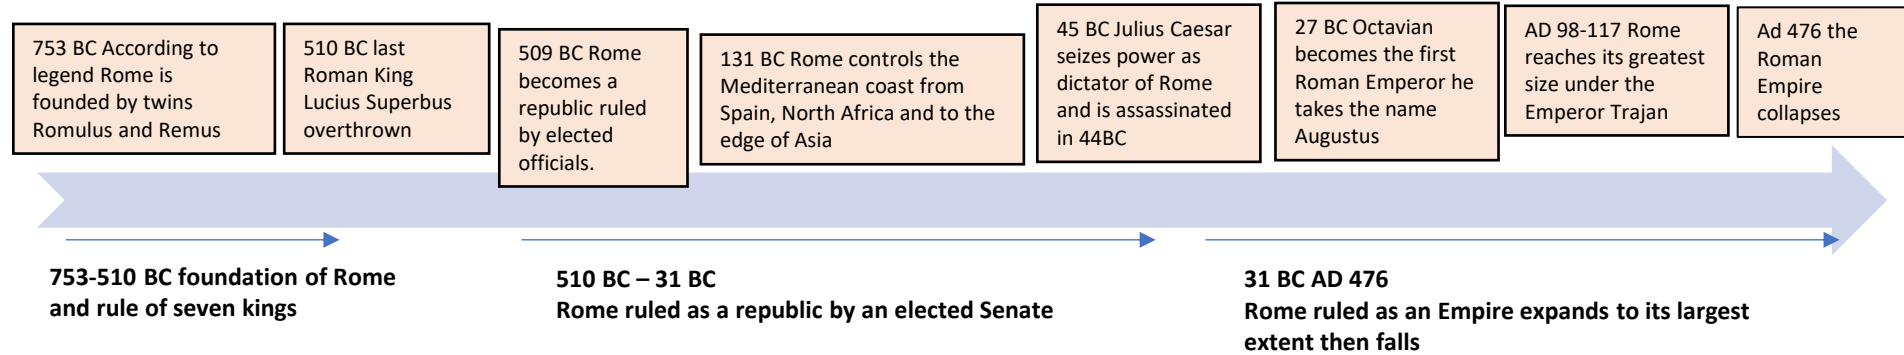 753 BC According to
legend Rome is
founded by twins
Romulus and Remus
510 BC last
Roman King
Lucius Superbus
overthrown
509 BC Rome
becomes a
republic ruled
by elected
officials.
131 BC Rome controls the
Mediterranean coast from
Spain, North Africa and to the
edge of Asia
45 BC Julius Caesar
seizes power as
dictator of Rome
and is assassinated
in 44BC
27 BC Octavian
becomes the first
Roman Emperor he
takes the name
Augustus
AD 98-117 Rome
reaches its greatest
size under the
Emperor Trajan
Ad 476 the
Roman
Empire
collapses
753-510 BC foundation of Rome
and rule of seven kings
510 BC – 31 BC
Rome ruled as a republic by an elected Senate
31 BC AD 476
Rome ruled as an Empire expands to its largest
extent then falls